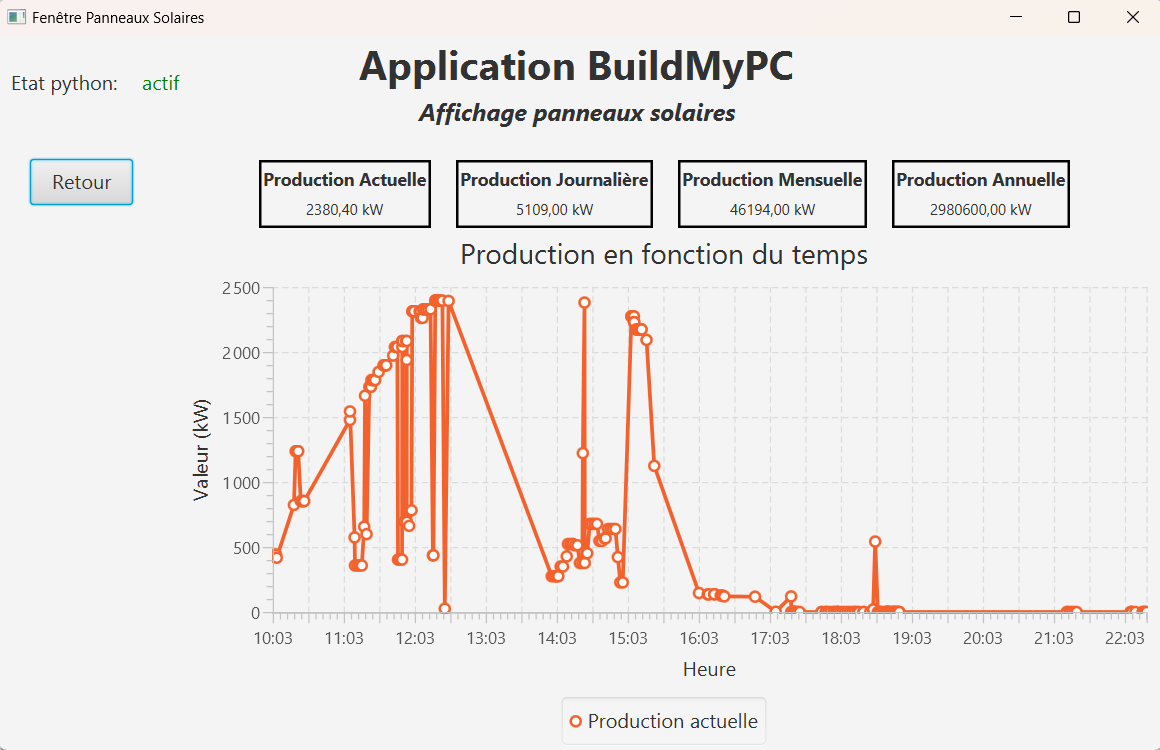 Fenêtre Panneaux Solaires
Application BuildMyPC
Etat python: actif
Affichage panneaux solaires
Retour
Production Actuelle
2380,40 kW
Production Journalière
5109,00 kW
Production Mensuelle
46194,00 kW
Production Annuelle
2980600,00 kW
Production en fonction du temps
Valeur (kW)
2 500
2 000
1 500
1 000
500
0
10:03 11:03 12:03 13:03 14:03 15:03 16:03 17:03 18:03 19:03 20:03 21:03 22:03
Heure
Production actuelle